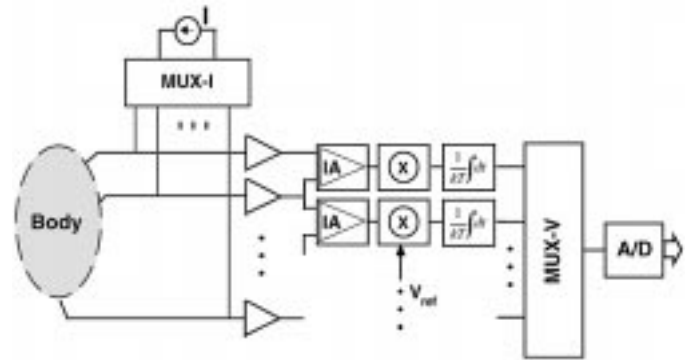 I
MUX-I
Body
IA
X
IA
X
V_ref
MUX-V
A/D